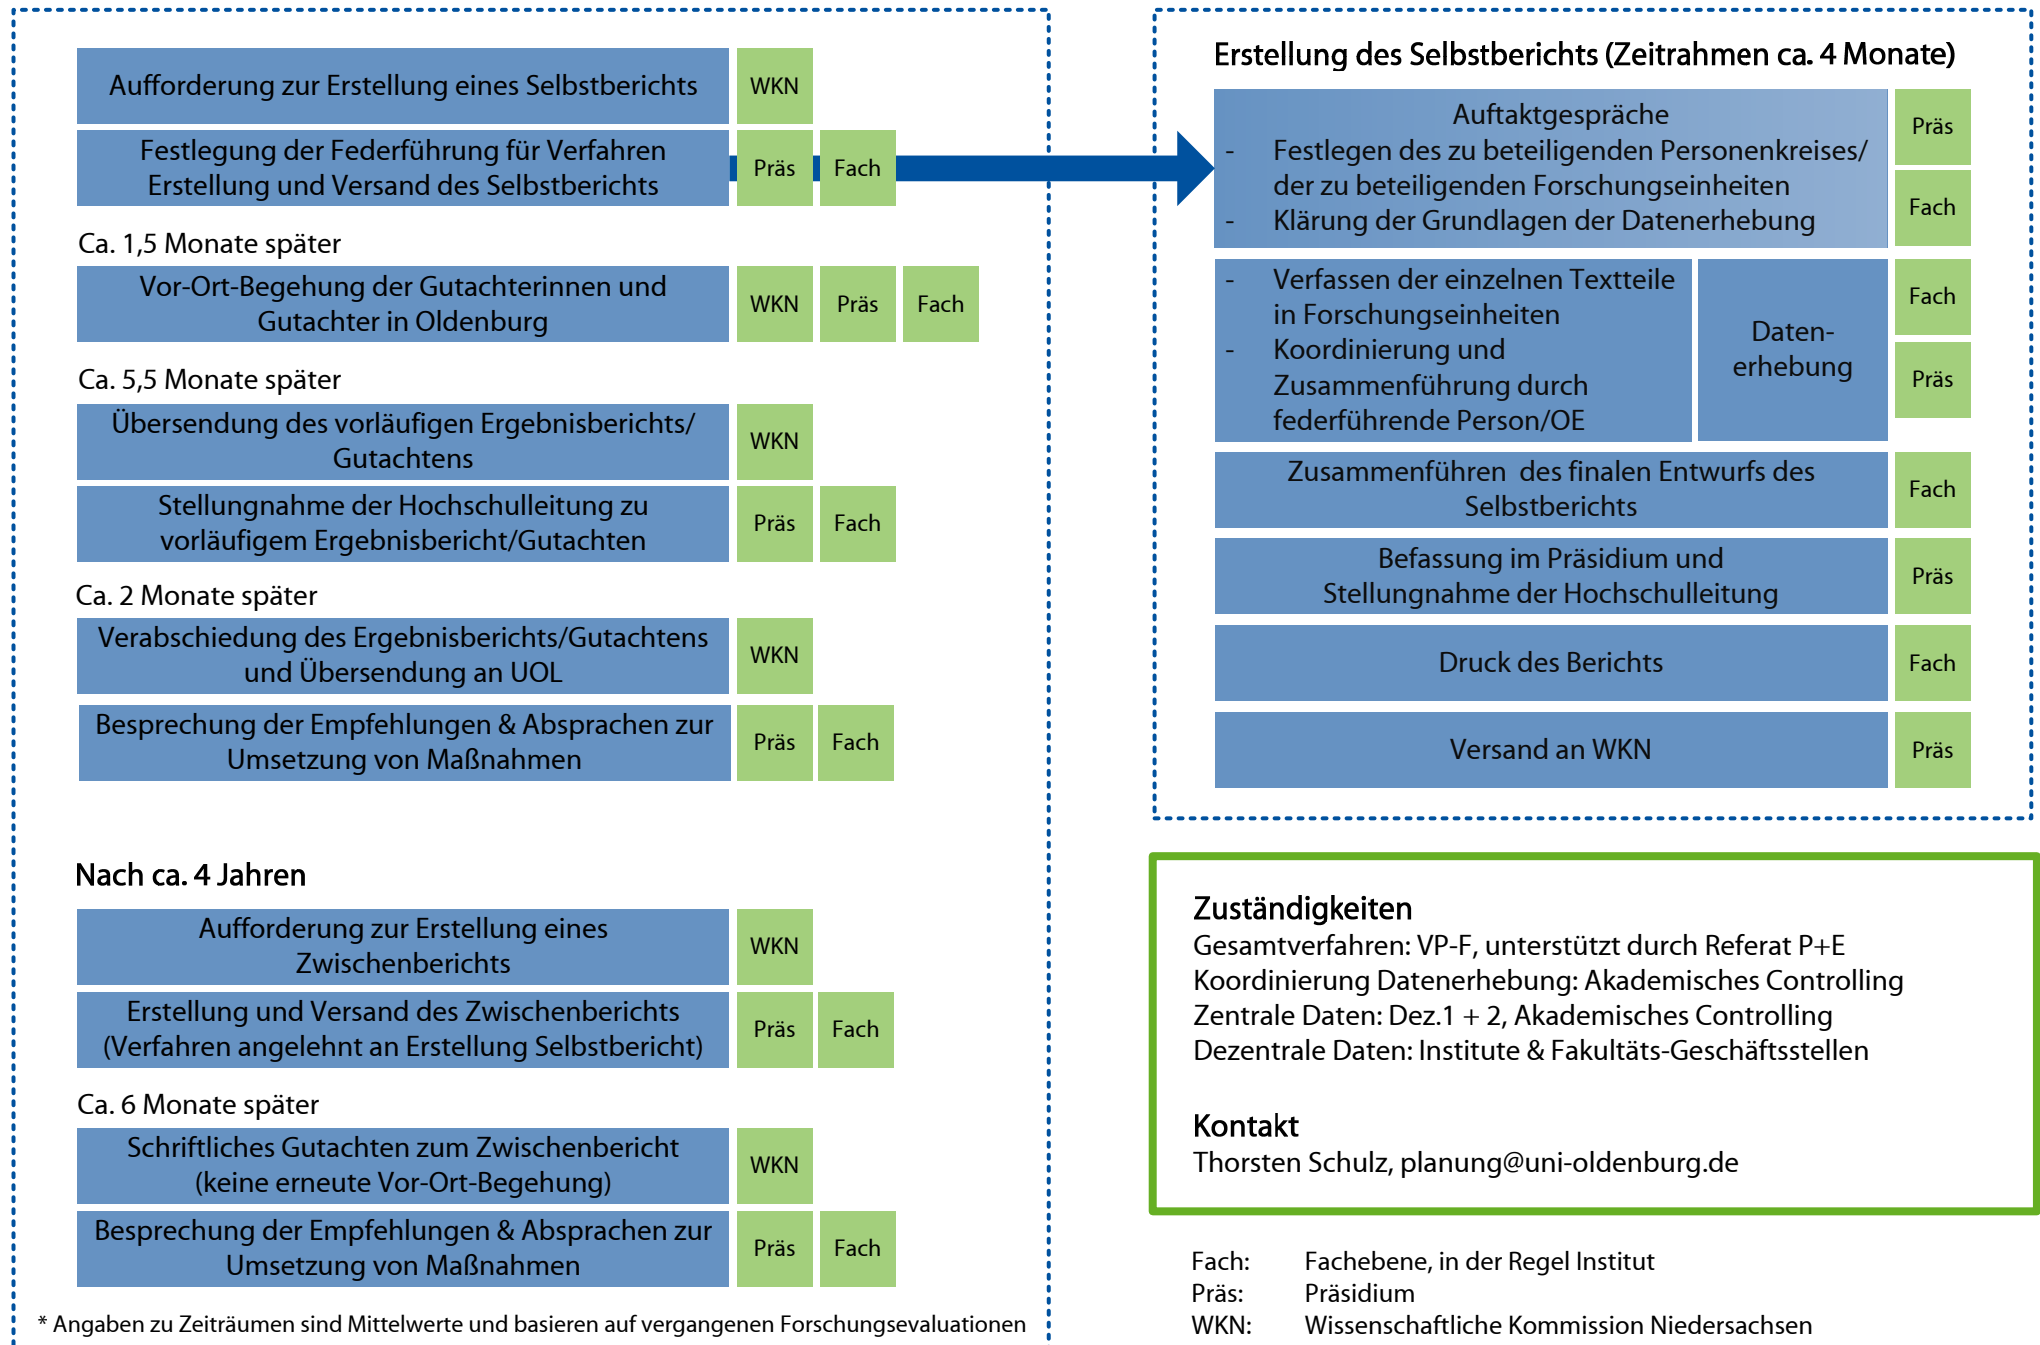 Aufforderung zur Erstellung eines Selbstberichts
WKN
Festlegung der Federführung für Verfahren
Erstellung und Versand des Selbstberichts
Präs
Fach
Ca. 1,5 Monate später
Vor-Ort-Begehung der Gutachterinnen und
Gutachter in Oldenburg
WKN
Präs
Fach
Ca. 5,5 Monate später
Übersendung des vorläufigen Ergebnisberichts/
Gutachtens
WKN
Stellungnahme der Hochschulleitung zu
vorläufigem Ergebnisbericht/Gutachten
Präs
Fach
Ca. 2 Monate später
Verabschiedung des Ergebnisberichts/Gutachtens
und Übersendung an UOL
WKN
Besprechung der Empfehlungen & Absprachen zur
Umsetzung von Maßnahmen
Präs
Fach
Nach ca. 4 Jahren
Aufforderung zur Erstellung eines
Zwischenberichts
WKN
Erstellung und Versand des Zwischenberichts
(Verfahren angelehnt an Erstellung Selbstbericht)
Präs
Fach
Ca. 6 Monate später
Schriftliches Gutachten zum Zwischenbericht
(keine erneute Vor-Ort-Begehung)
WKN
Besprechung der Empfehlungen & Absprachen zur
Umsetzung von Maßnahmen
Präs
Fach
* Angaben zu Zeiträumen sind Mittelwerte und basieren auf vergangenen Forschungsevaluationen
Erstellung des Selbstberichts (Zeitrahmen ca. 4 Monate)
Auftaktgespräche
- Festlegen des zu beteiligenden Personenkreises/
der zu beteiligenden Forschungseinheiten
- Klärung der Grundlagen der Datenerhebung
Präs
Fach
- Verfassen der einzelnen Textteile
in Forschungseinheiten
- Koordinierung und
Zusammenführung durch
federführende Person/OE
Daten-
erhebung
Fach
Präs
Zusammenführen des finalen Entwurfs des
Selbstberichts
Fach
Befassung im Präsidium und
Stellungnahme der Hochschulleitung
Präs
Druck des Berichts
Fach
Versand an WKN
Präs
Zuständigkeiten
Gesamtverfahren: VP-F, unterstützt durch Referat P+E
Koordinierung Datenerhebung: Akademisches Controlling
Zentrale Daten: Dez.1 + 2, Akademisches Controlling
Dezentrale Daten: Institute & Fakultäts-Geschäftsstellen
Kontakt
Thorsten Schulz, planung@uni-oldenburg.de
Fach: Fachebene, in der Regel Institut
Präs: Präsidium
WKN: Wissenschaftliche Kommission Niedersachsen